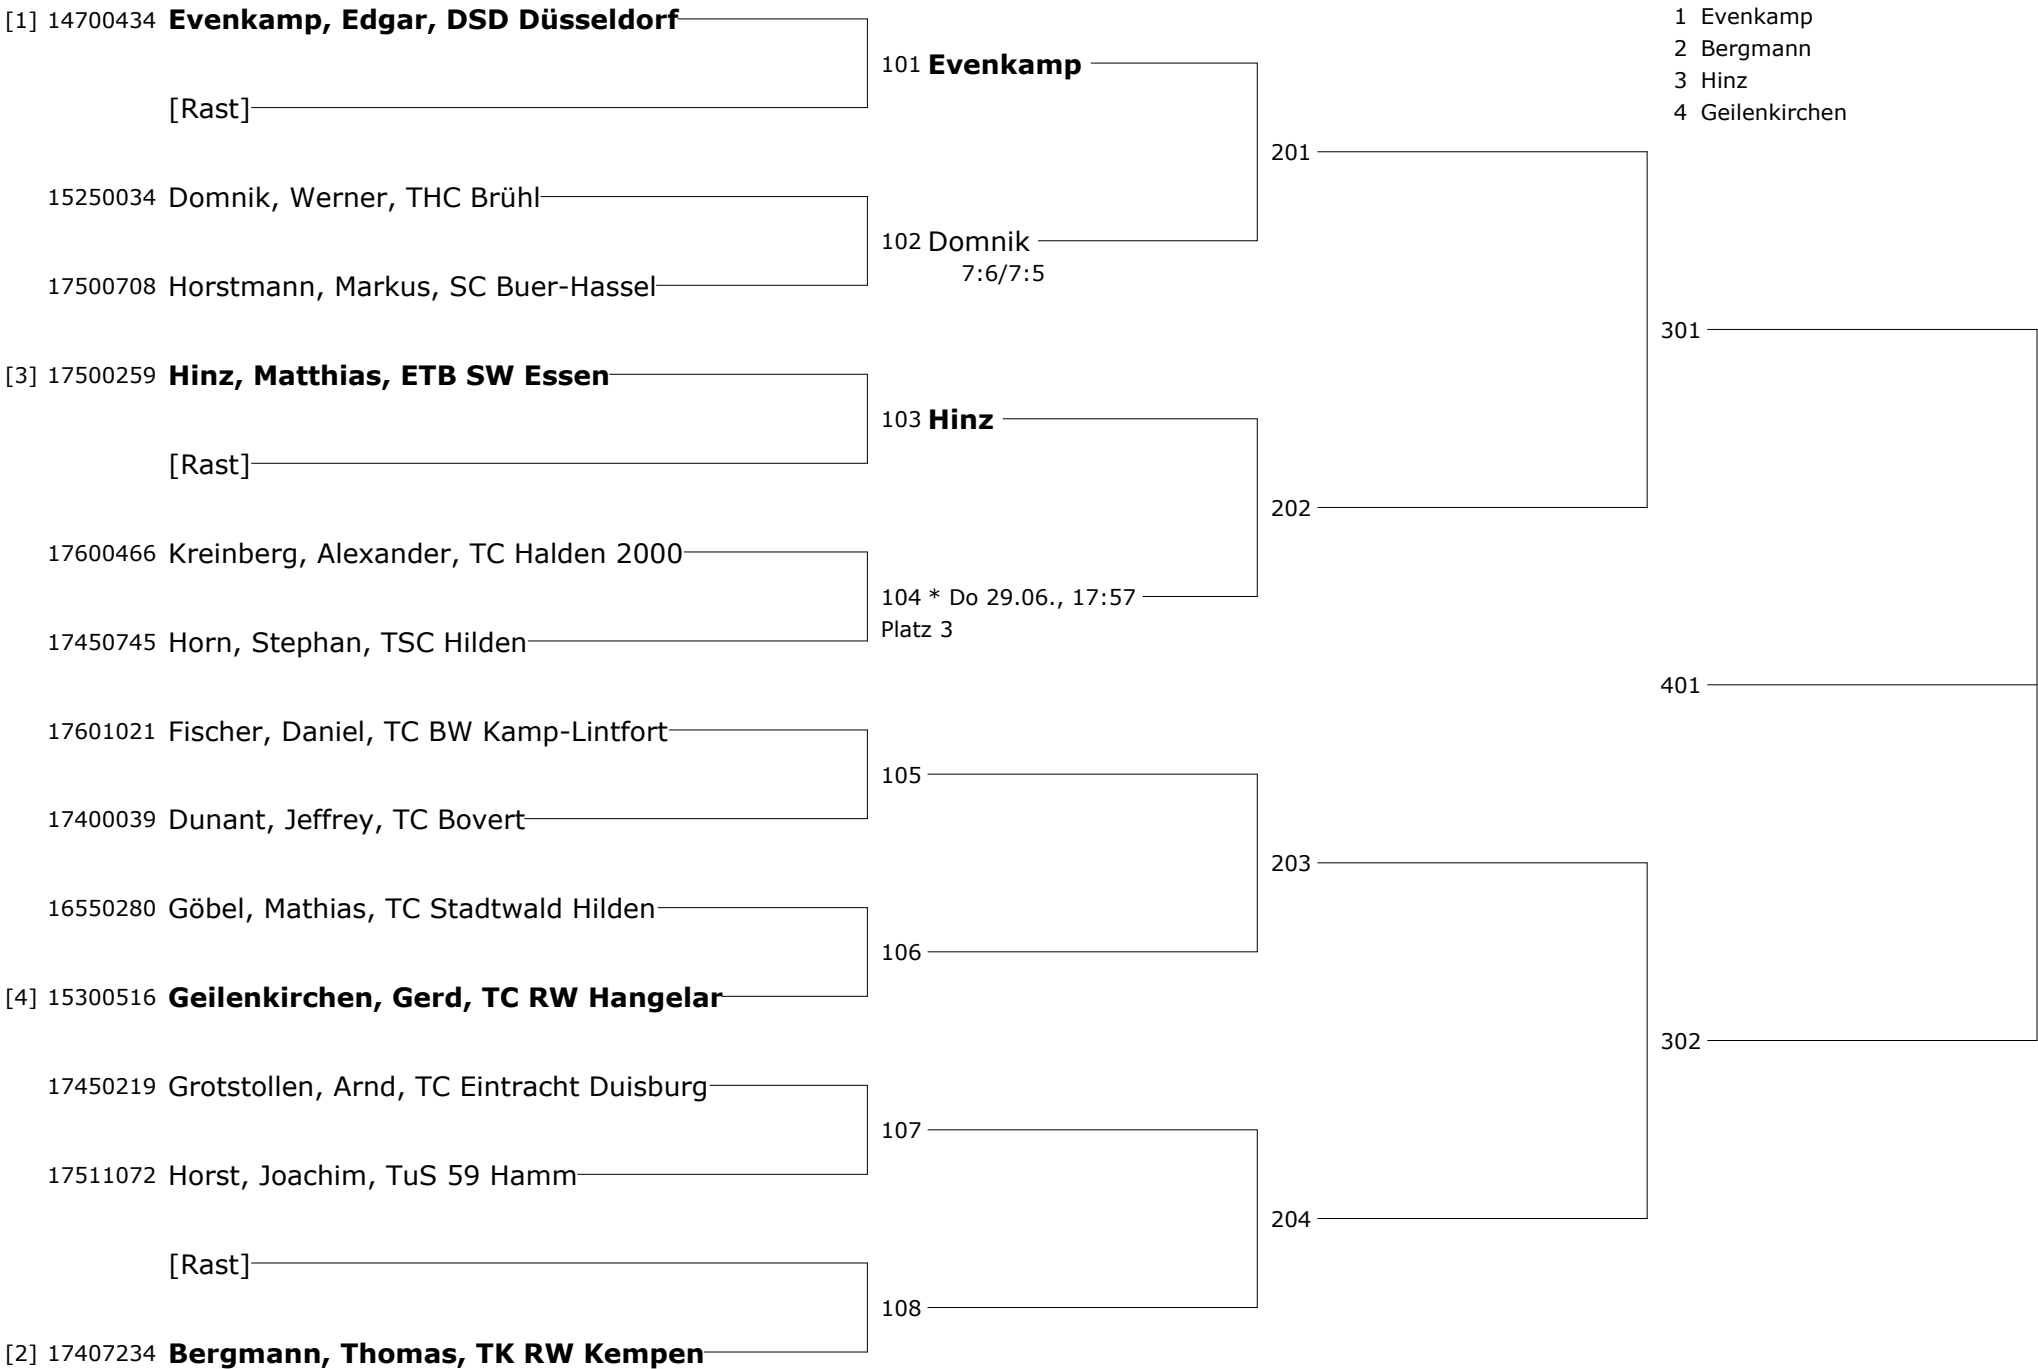 [1] 14700434 Evenkamp, Edgar, DSD Düsseldorf
[Rast]
15250034 Domnik, Werner, THC Brühl
17500708 Horstmann, Markus, SC Buer-Hassel
[3] 17500259 Hinz, Matthias, ETB SW Essen
[Rast]
17600466 Kreinberg, Alexander, TC Halden 2000
17450745 Horn, Stephan, TSC Hilden
17601021 Fischer, Daniel, TC BW Kamp-Lintfort
17400039 Dunant, Jeffrey, TC Bovert
16550280 Göbel, Mathias, TC Stadtwald Hilden
[4] 15300516 Geilenkirchen, Gerd, TC RW Hangelar
17450219 Grotstollen, Arnd, TC Eintracht Duisburg
17511072 Horst, Joachim, TuS 59 Hamm
[Rast]
[2] 17407234 Bergmann, Thomas, TK RW Kempen
101 Evenkamp
102 Domnik
7:6/7:5
103 Hinz
104 * Do 29.06., 17:57
Platz 3
105
106
107
108
201
202
203
204
301
401
302
1 Evenkamp
2 Bergmann
3 Hinz
4 Geilenkirchen